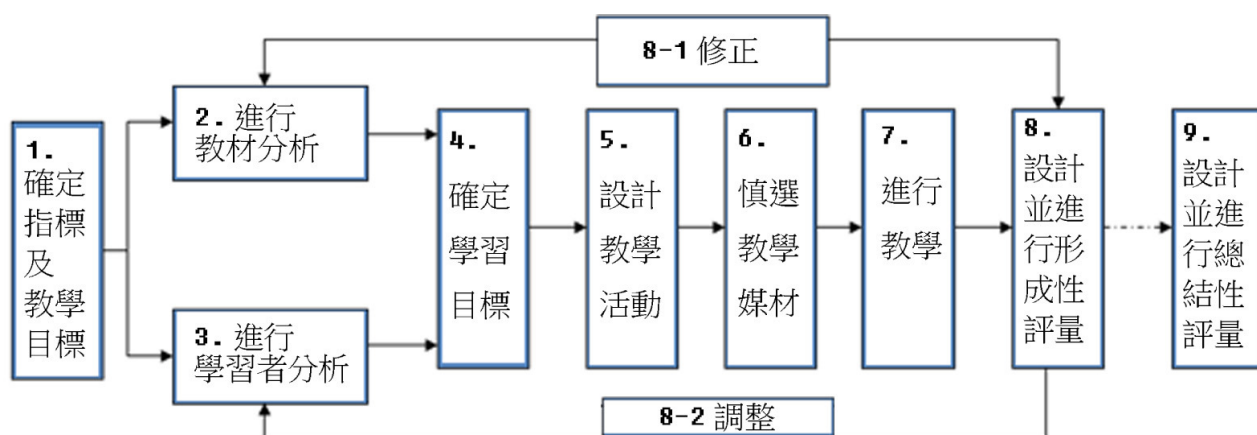 8-1 修正
1.
確定
指標
及
教學
目標
2. 進行
教材分析
3. 進行
學習者分析
4.
確定
學習
目標
5.
設計
教學
活動
6.
慎選
教學
媒材
7.
進行
教學
8.
設計
並進
行形
成性
評量
9.
設計
並進
行總
結性
評量
8-2 調整